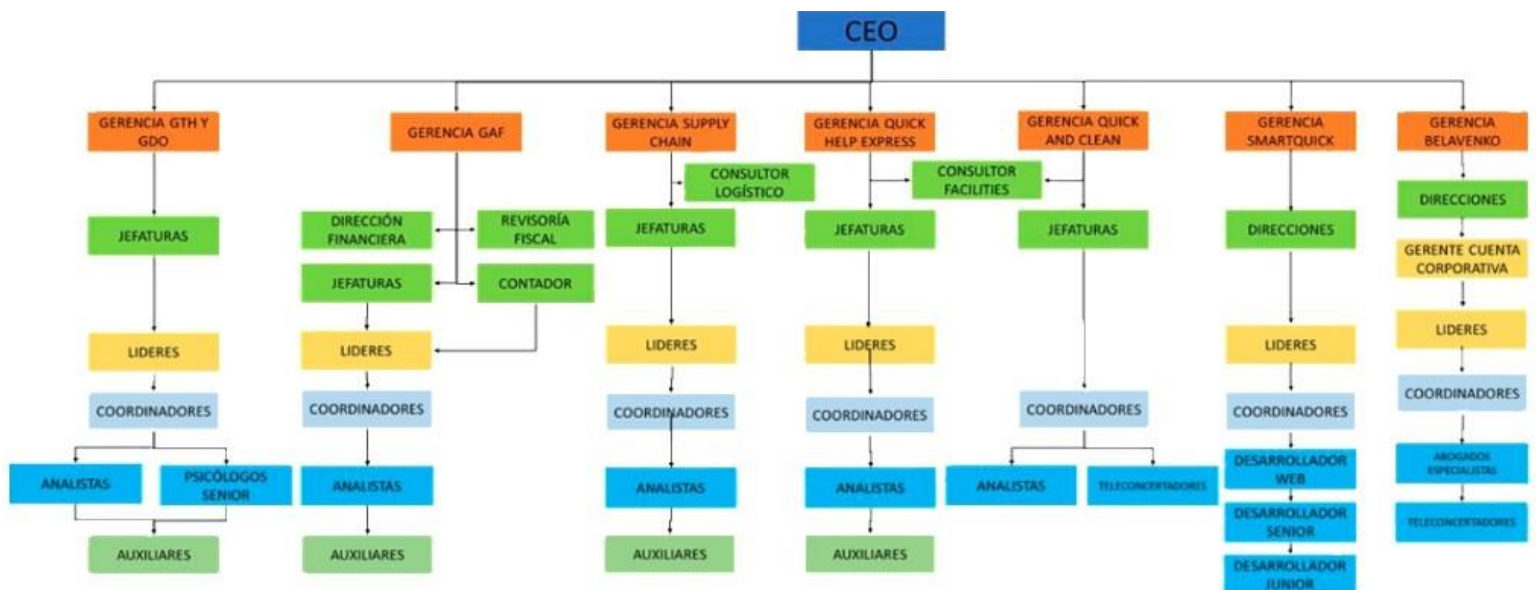 CEO
GERENCIA GTH Y
GDO
GERENCIA GAF
GERENCIA SUPPLY
CHAIN
GERENCIA QUICK
HELP EXPRESS
GERENCIA QUICK
AND CLEAN
GERENCIA
SMARTQUICK
GERENCIA
BELAVENKO
CONSULTOR
LOGÍSTICO
CONSULTOR
FACILITIES
DIRECCIONES
JEFATURAS
DIRECCIÓN
FINANCIERA
REVISORÍA
FISCAL
JEFATURAS
JEFATURAS
JEFATURAS
DIRECCIONES
GERENTE CUENTA
CORPORATIVA
JEFATURAS
CONTADOR
LIDERES
LIDERES
LIDERES
LIDERES
LIDERES
LIDERES
COORDINADORES
COORDINADORES
COORDINADORES
COORDINADORES
COORDINADORES
COORDINADORES
COORDINADORES
ANALISTAS
PSICÓLOGOS
SENIOR
ANALISTAS
ANALISTAS
ANALISTAS
ANALISTAS
TELECONCERTADORES
DESARROLLADOR
WEB
ABOGADOS
ESPECIALISTAS
DESARROLLADOR
SENIOR
TELECONCERTADORES
AUXILIARES
AUXILIARES
AUXILIARES
AUXILIARES
DESARROLLADOR
JUNIOR